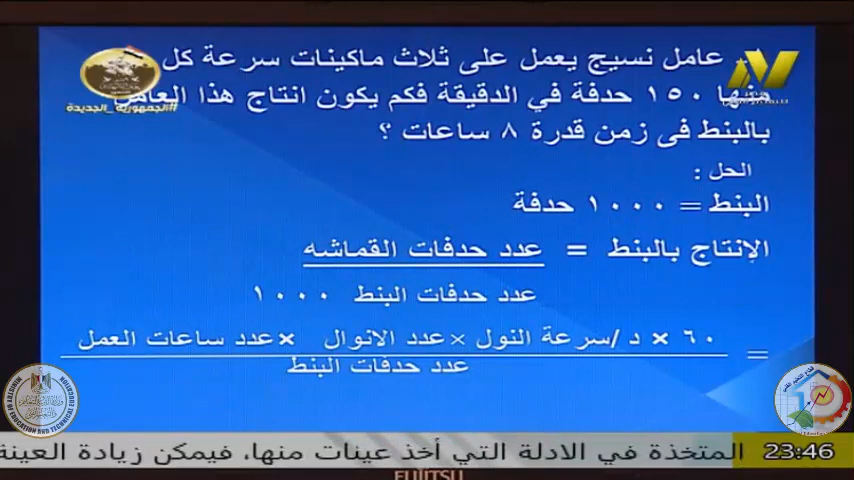 عامل نسيج يعمل على ثلاث ماكينات سرعة كل
منها ١٥٠ حدفة في الدقيقة فكم يكون انتاج هذا
بالبنط فى زمن قدرة ٨ ساعات ؟
الحل :
البنط = ١٠٠٠ حدفة
الإنتاج بالبنط = عدد حدفات القماشه
عدد حدفات البنط ١٠٠٠
= ٦٠ × د /سرعة النول × عدد الانوال × عدد ساعات العمل
عدد حدفات البنط
#الجمهورية_الجديدة
المتخذة في الادلة التي أخذ عينات منها، فيمكن زيادة العينة
23:46
FUJITSU